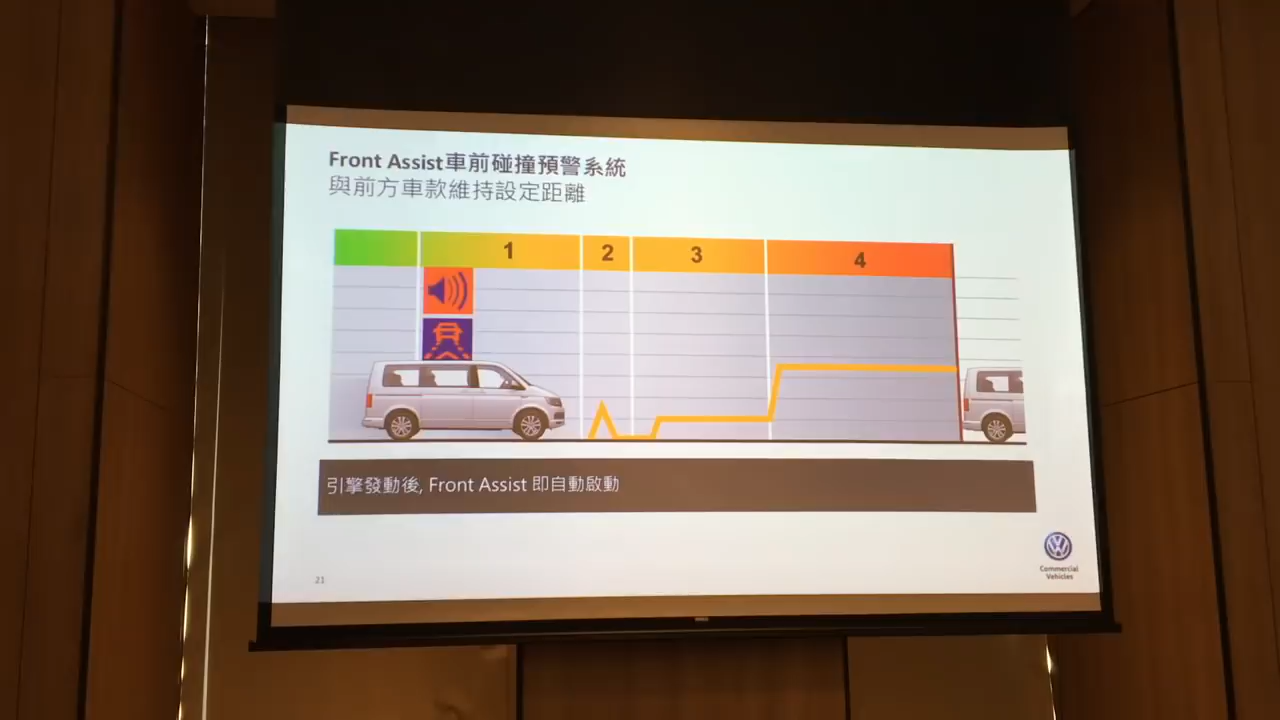 Front Assist車前碰撞預警系統
與前方車款維持設定距離
1 2 3 4
引擎發動後, Front Assist 即自動啟動
21
Commercial
Vehicles